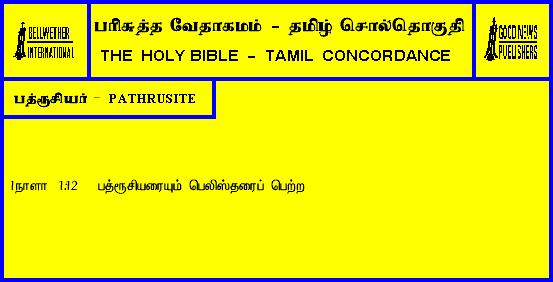 BELLWETHER
INTERNATIONAL
பரிசுத்த வேதாகமம் - தமிழ் சொல்தொகுதி
THE HOLY BIBLE - TAMIL CONCORDANCE
GOOD NEWS
PUBLISHERS
பத்ரூசியர் - PATHRUSITE
1நாளா 1:12 பத்ரூசியரையும் பெலிஸ்தரைப் பெற்ற